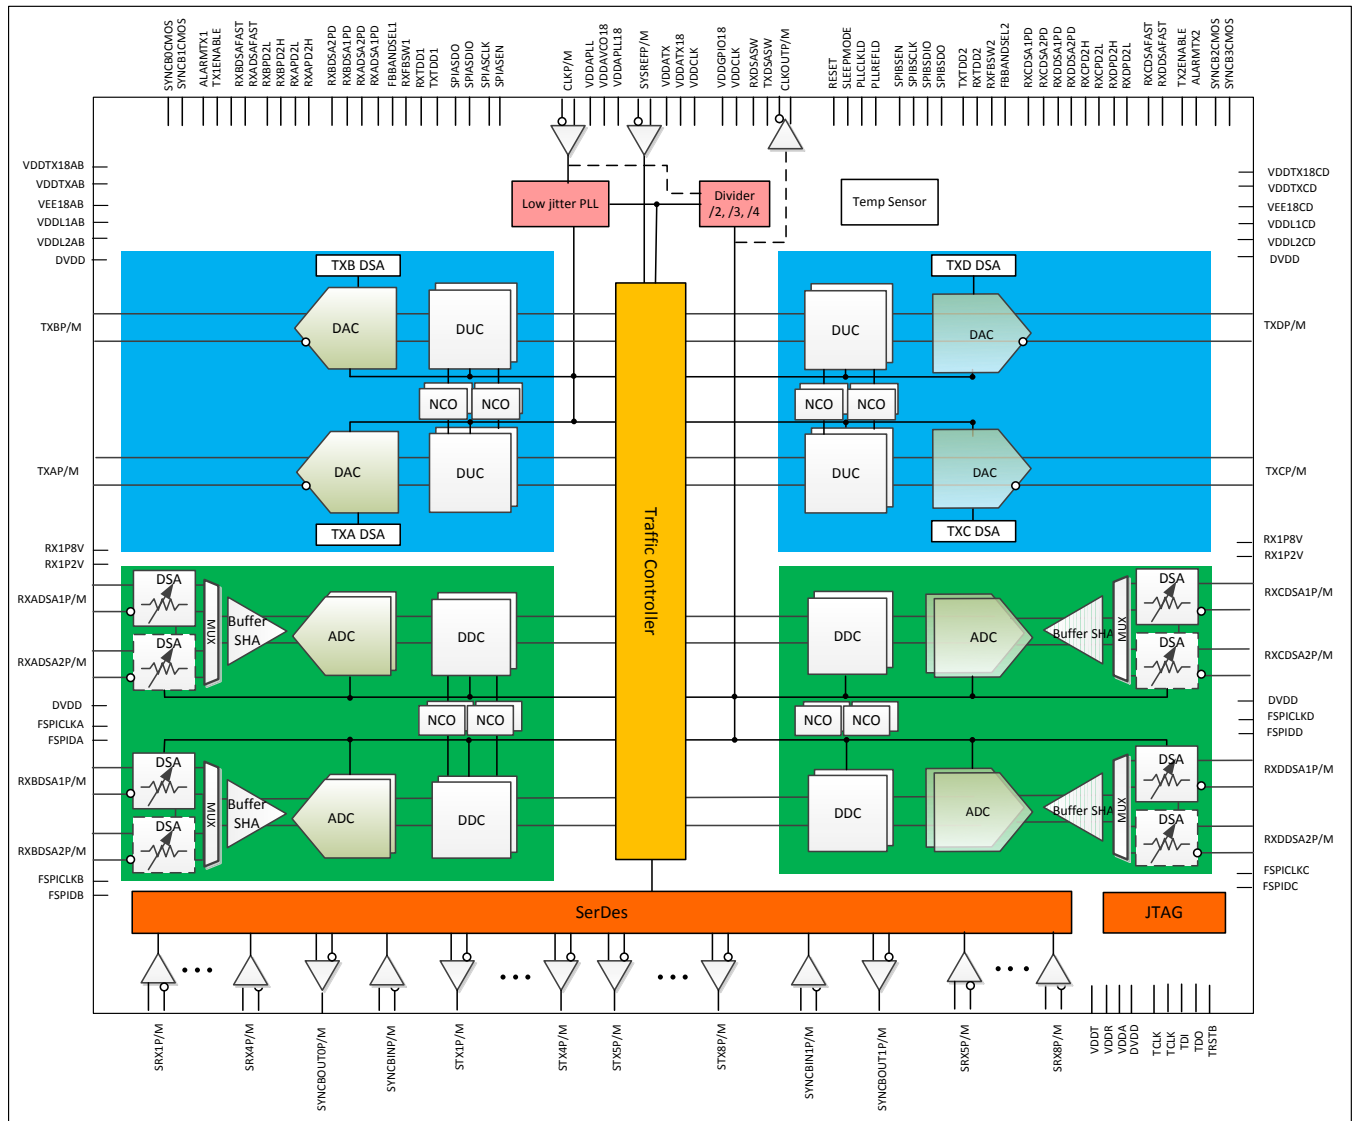 SYNCB0CMOS
SYNCB1CMOS
ALARMTX1
TX1ENABLE
RXBDSAFAST
RXADSAFAST
RXBPD2L
RXBPD2H
RXAPD2L
RXAPD2H
RXBDSA2PD
RXBDSA1PD
RXADSA2PD
RXADSA1PD
FBBANDSEL1
RXFBSW1
RXTDD1
TXTDD1
SPIASDO
SPIASDIO
SPIASCLK
SPIASEN
CLKP/M
VDDAPLL
VDDAVCO18
VDDAPLL18
SYSREFP/M
VDDATX
VDDATX18
VDDCLK
VDDGPIO18
VDDCLK
RXDSASW
TXDSASW
CLKOUTP/M
RESET
SLEEPMODE
PLLCLKLD
PLLREFLD
SPIBSEN
SPIBSCLK
SPIBSDIO
SPIBSDO
TXTDD2
RXTDD2
RXFBSW2
FBBANDSEL2
RXCDSA1PD
RXCDSA2PD
RXDDSA1PD
RXDDSA2PD
RXCPD2H
RXCPD2L
RXDPD2H
RXDPD2L
RXCDSAFAST
RXDDSAFAST
TX2ENABLE
ALARMTX2
SYNCB2CMOS
SYNCB3CMOS
VDDTX18AB
VDDTXAB
VEE18AB
VDDL1AB
VDDL2AB
DVDD
Low jitter PLL
Divider
/2, /3, /4
Temp Sensor
VDDTX18CD
VDDTXCD
VEE18CD
VDDL1CD
VDDL2CD
DVDD
TXB DSA
TXD DSA
TXBP/M
DAC
DUC
DUC
DAC
TXDP/M
NCO
NCO
NCO
NCO
TXAP/M
DAC
DUC
DUC
DAC
TXCP/M
TXA DSA
TXC DSA
Traffic Controller
RX1P8V
RX1P2V
RX1P8V
RX1P2V
RXADSA1P/M
DSA
MUX
Buffer
SHA
ADC
DDC
DDC
ADC
Buffer SHA
MUX
DSA
RXCDSA1P/M
RXADSA2P/M
DSA
DSA
RXCDSA2P/M
DVDD
FSPICLKA
FSPIDA
NCO
NCO
NCO
NCO
DVDD
FSPICLKD
FSPIDD
RXBDSA1P/M
DSA
MUX
Buffer
SHA
ADC
DDC
DDC
ADC
Buffer SHA
MUX
DSA
RXDDSA1P/M
RXBDSA2P/M
DSA
DSA
RXDDSA2P/M
FSPICLKB
FSPIDB
FSPICLKC
FSPIDC
SerDes
JTAG
SRX1P/M
SRX4P/M
SYNCBOUT0P/M
SYNCBINP/M
STX1P/M
STX4P/M
STX5P/M
STX8P/M
SYNCBIN1P/M
SYNCBOUT1P/M
SRX5P/M
SRX8P/M
VDDT
VDDR
VDDA
DVDD
TCLK
TCLK
TDI
TDO
TRSTB